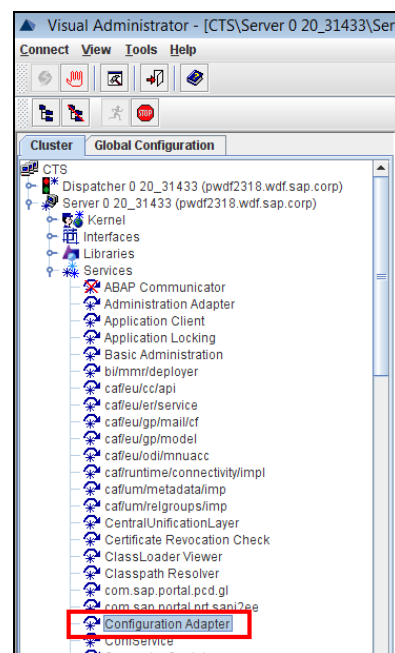 Visual Administrator - [CTS\Server 0 20_31433\Ser
Connect View Tools Help
STOP
Cluster Global Configuration
CTS
Dispatcher 0 20_31433 (pwdf2318.wdf.sap.corp)
Server 0 20_31433 (pwdf2318.wdf.sap.corp)
Kernel
Interfaces
Libraries
Services
ABAP Communicator
Administration Adapter
Application Client
Application Locking
Basic Administration
bi/mmr/deployer
caf/eu/cc/api
caf/eu/er/service
caf/eu/gp/mail/cf
caf/eu/gp/model
caf/eu/odi/mnuacc
caf/runtime/connectivity/impl
caf/um/metadata/imp
caf/um/relgroups/imp
CentralUnificationLayer
Certificate Revocation Check
ClassLoader Viewer
Classpath Resolver
com.sap.portal.pcd.gl
com.sap.portal.prt.sapj2ee
Configuration Adapter
ConfService